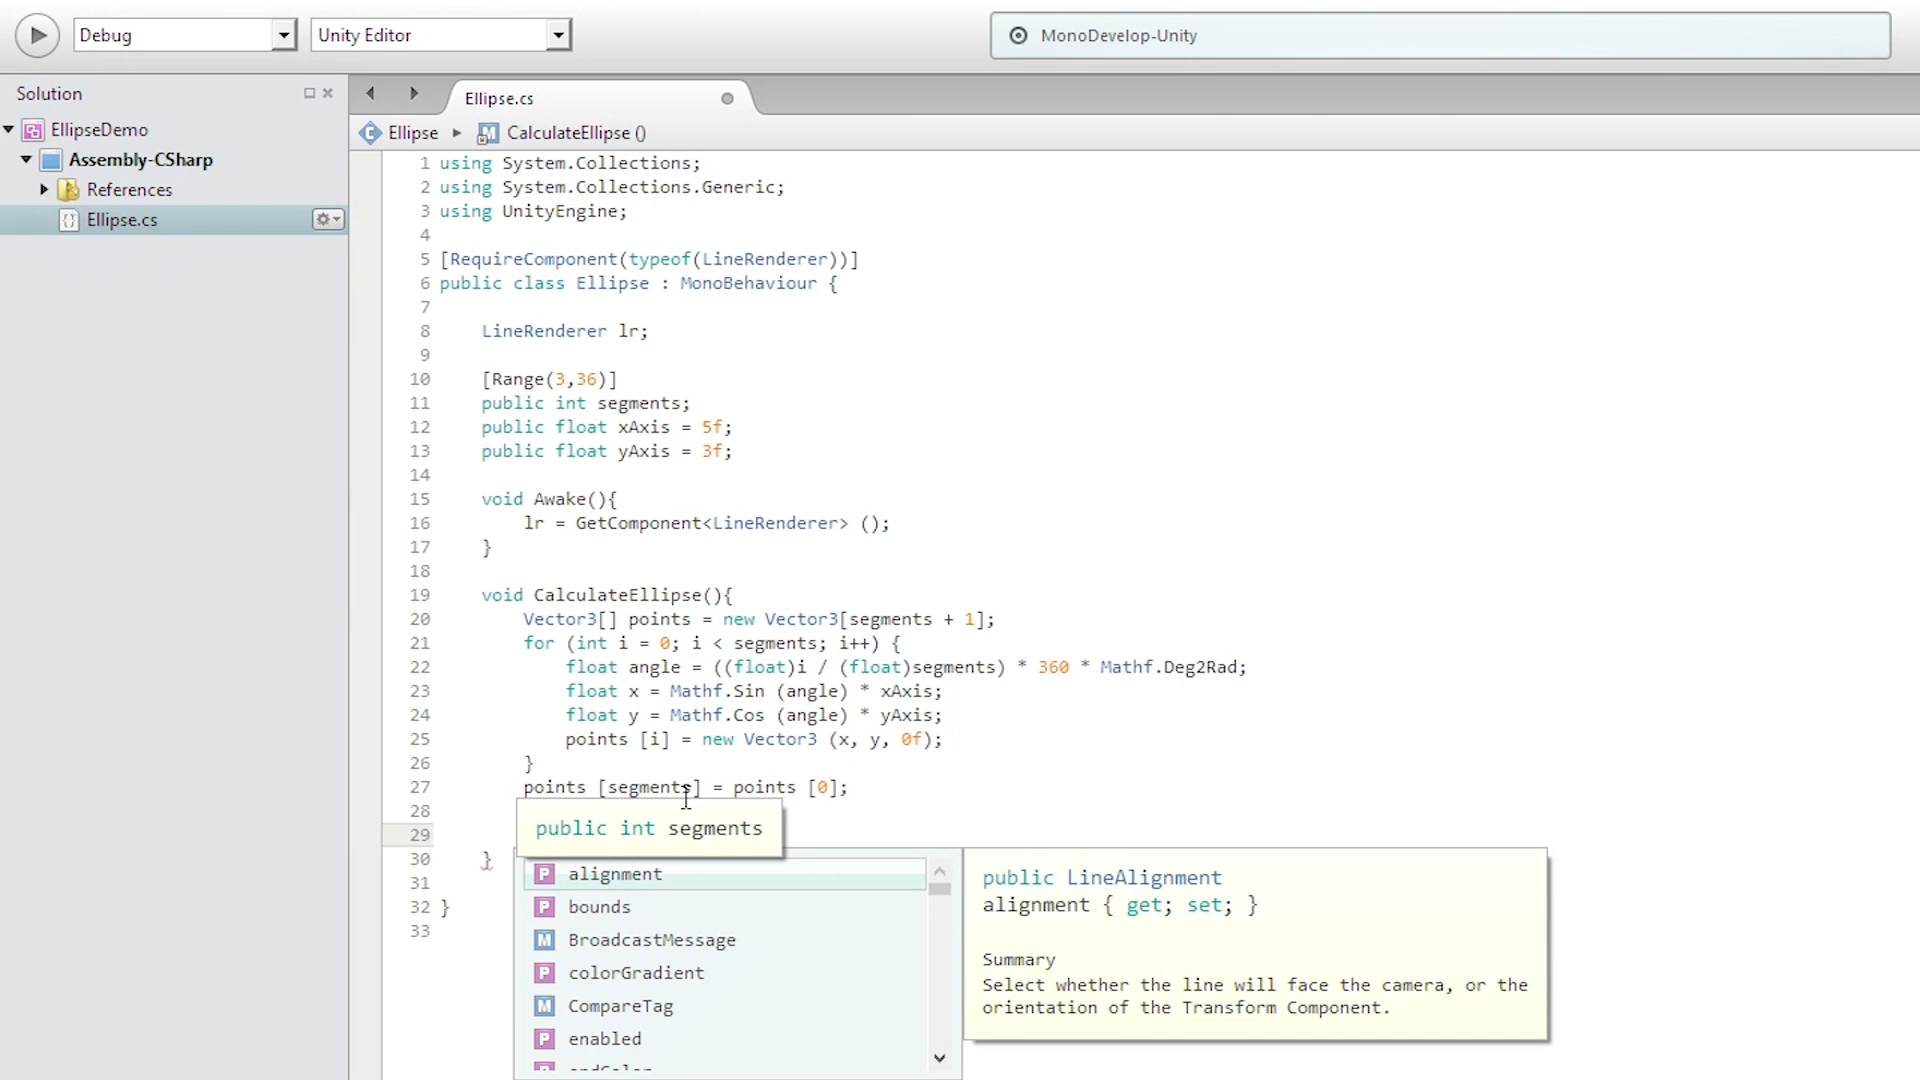 Debug
Unity Editor
MonoDevelop-Unity
Solution
Ellipse.cs
EllipseDemo
Assembly-CSharp
References
Ellipse.cs
Ellipse
CalculateEllipse ()
1 using System.Collections;
2 using System.Collections.Generic;
3 using UnityEngine;
4
5 [RequireComponent(typeof(LineRenderer))]
6 public class Ellipse : MonoBehaviour {
7
8 LineRenderer lr;
9
10 [Range(3,36)]
11 public int segments;
12 public float xAxis = 5f;
13 public float yAxis = 3f;
14
15 void Awake(){
16 lr = GetComponent<LineRenderer> ();
17 }
18
19 void CalculateEllipse(){
20 Vector3[] points = new Vector3[segments + 1];
21 for (int i = 0; i < segments; i++) {
22 float angle = ((float)i / (float)segments) * 360 * Mathf.Deg2Rad;
23 float x = Mathf.Sin (angle) * xAxis;
24 float y = Mathf.Cos (angle) * yAxis;
25 points [i] = new Vector3 (x, y, 0f);
26 }
27 points [segments] = points [0];
28
29
30 }
31
32 }
33
public int segments
alignment
bounds
BroadcastMessage
colorGradient
CompareTag
enabled
public LineAlignment
alignment { get; set; }
Summary
Select whether the line will face the camera, or the
orientation of the Transform Component.